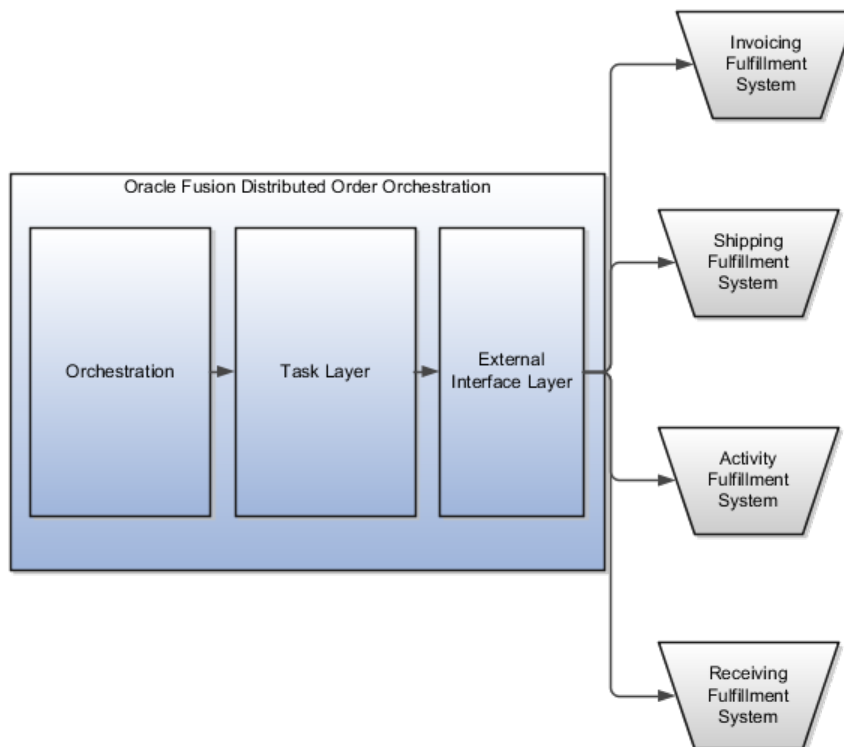 Invoicing
Fulfillment
System
Oracle Fusion Distributed Order Orchestration
Orchestration
Task Layer
External
Interface Layer
Shipping
Fulfillment
System
Activity
Fulfillment
System
Receiving
Fulfillment
System